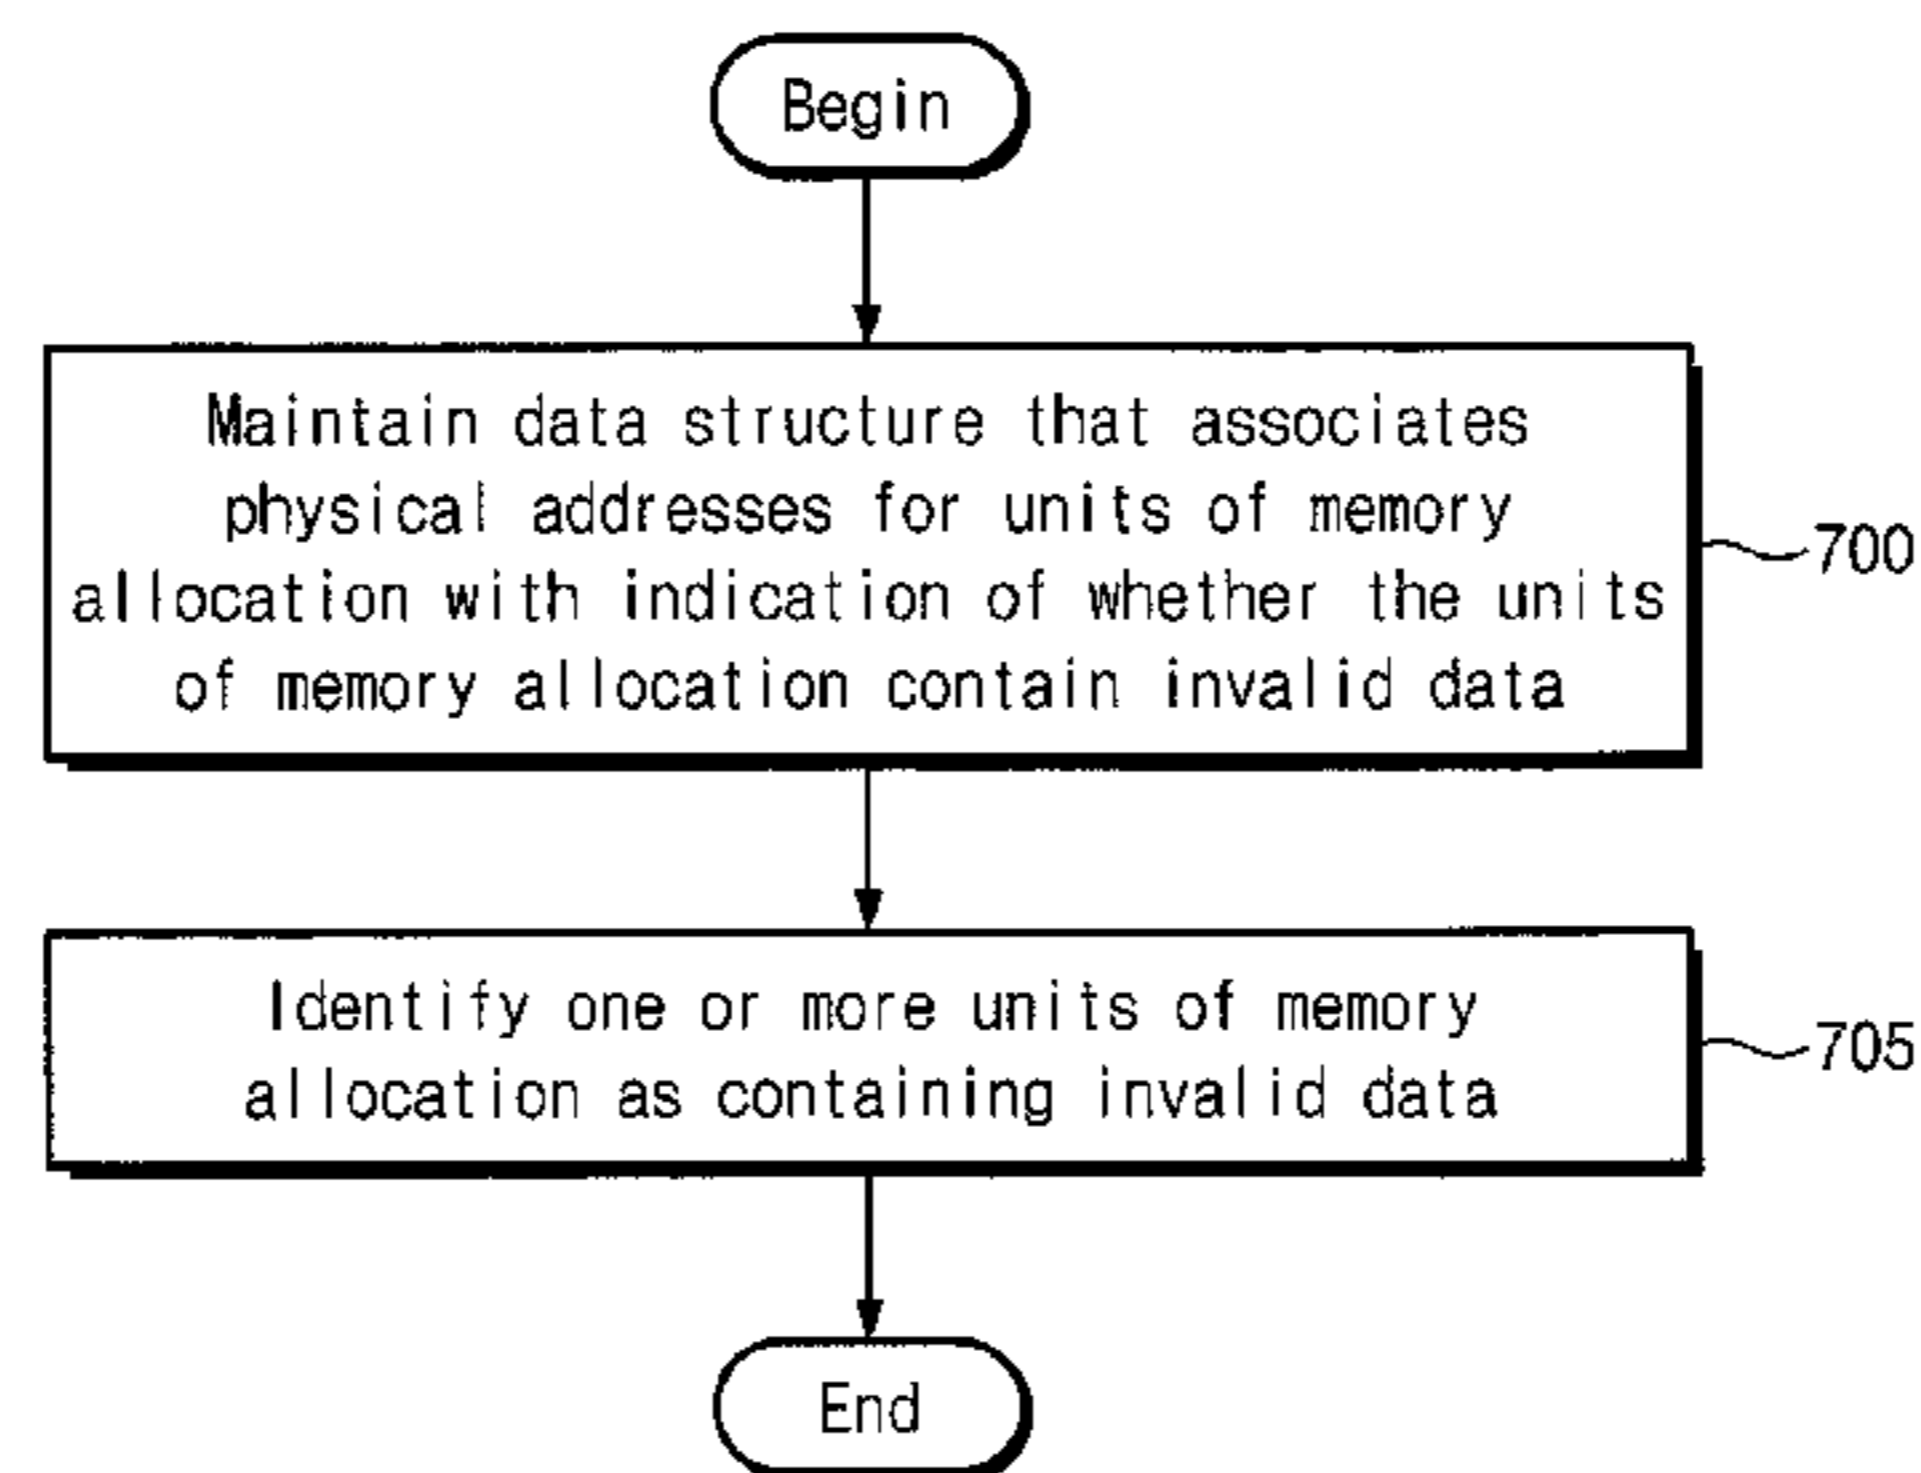 Begin
Maintain data structure that associates
physical addresses for units of memory
allocation with indication of whether the units
of memory allocation contain invalid data
700
Identify one or more units of memory
allocation as containing invalid data
705
End